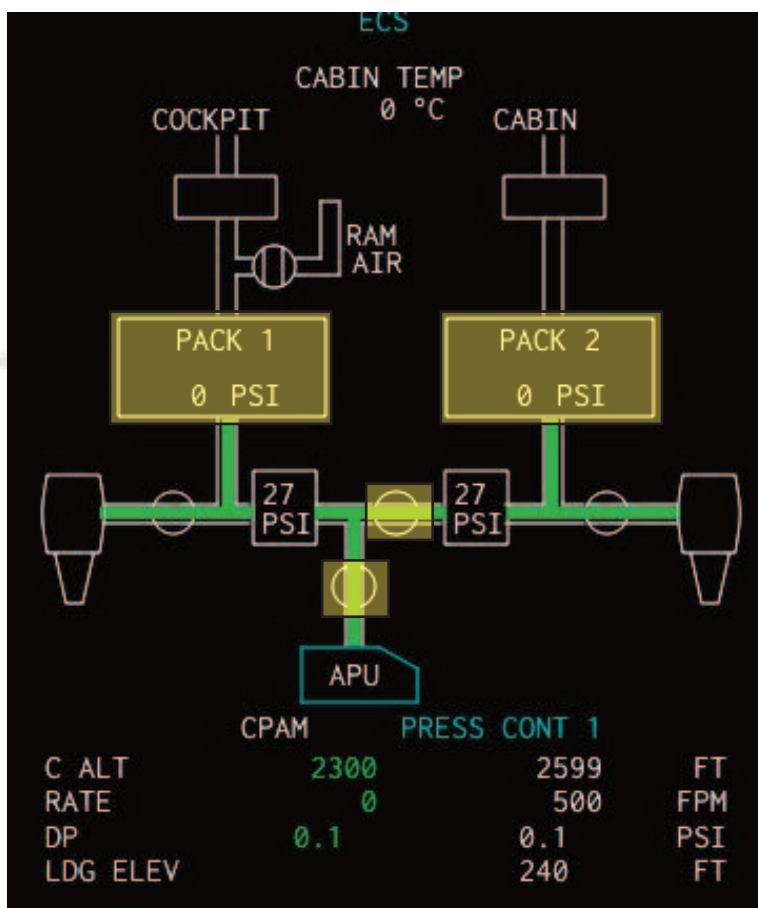 ECS
CABIN TEMP
0 °C
COCKPIT
CABIN
RAM
AIR
PACK 1
0 PSI
PACK 2
0 PSI
27
PSI
27
PSI
APU
CPAM PRESS CONT 1
C ALT 2300 2599 FT
RATE 0 500 FPM
DP 0.1 0.1 PSI
LDG ELEV 240 FT